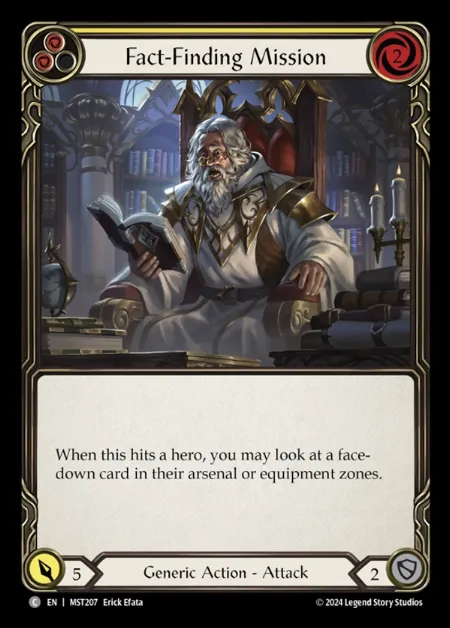 Fact-Finding Mission
2
When this hits a hero, you may look at a face-
down card in their arsenal or equipment zones.
5
Generic Action - Attack
2
C EN | MST207 Erick Efata
© 2024 Legend Story Studios